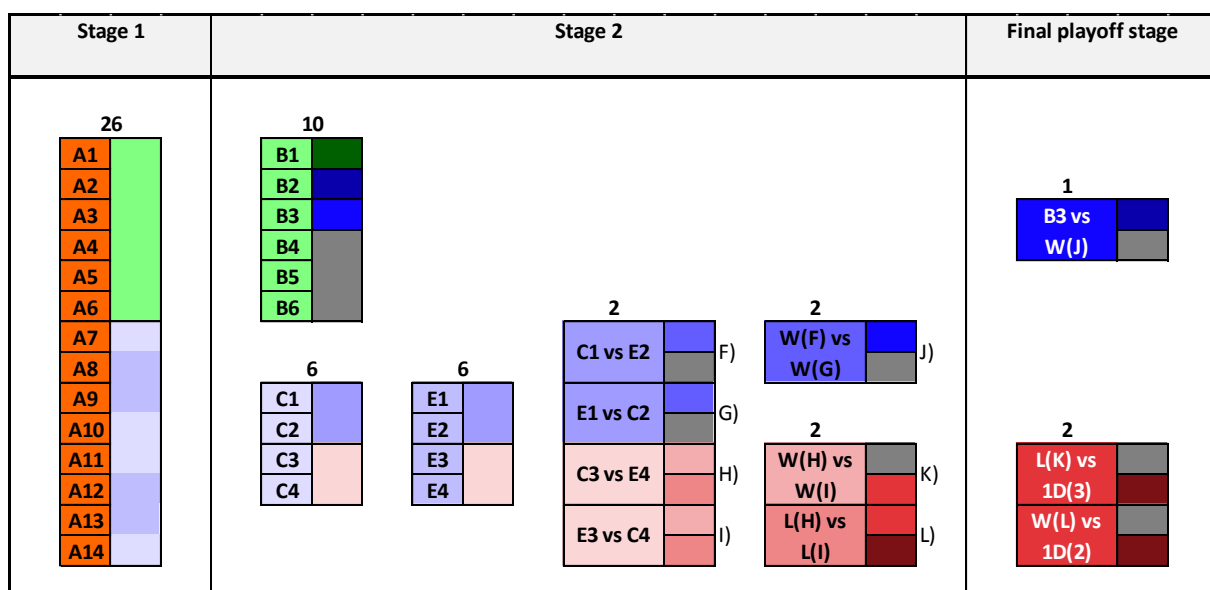 Stage 1
Stage 2
Final playoff stage
26
A1
A2
A3
A4
A5
A6
A7
A8
A9
A10
A11
A12
A13
A14
10
B1
B2
B3
B4
B5
B6
6
C1
C2
C3
C4
6
E1
E2
E3
E4
2
C1 vs E2
F)
E1 vs C2
G)
C3 vs E4
H)
E3 vs C4
I)
2
W(F) vs
W(G)
J)
2
W(H) vs
W(I)
K)
L(H) vs
L(I)
L)
1
B3 vs
W(J)
2
L(K) vs
1D(3)
W(L) vs
1D(2)